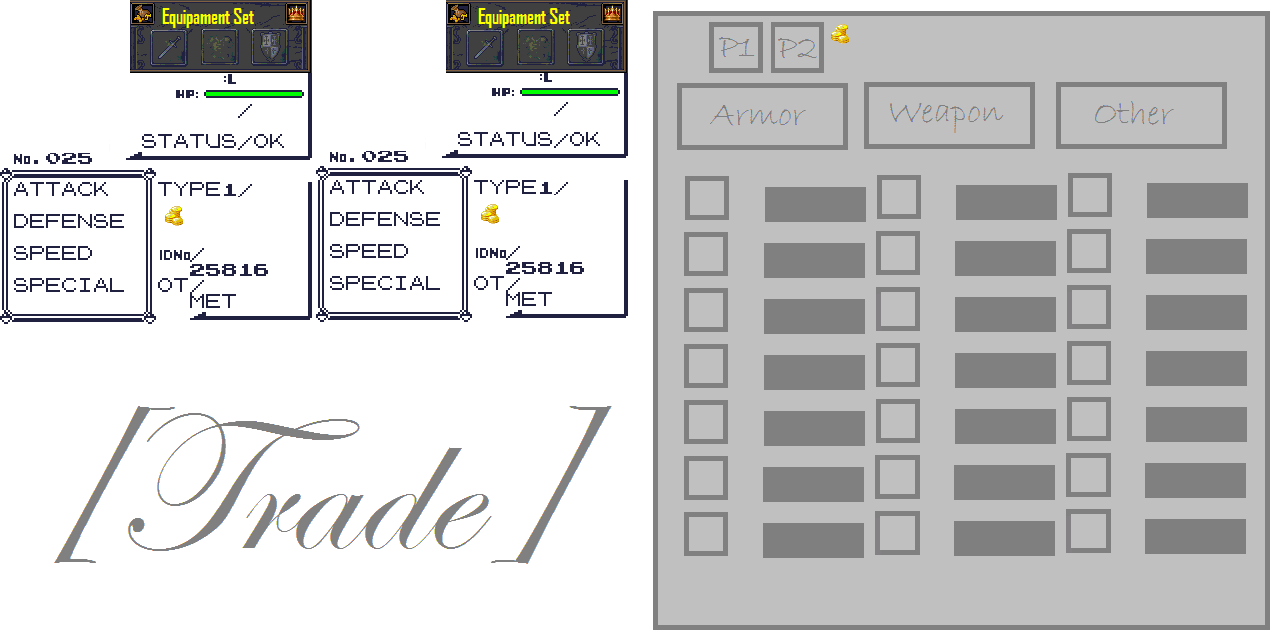 Equipament Set
:L
HP:
/
STATUS/OK
No. 025
ATTACK
DEFENSE
SPEED
SPECIAL
TYPE1/
IDNo/
25816
OT/
MET
Equipament Set
:L
HP:
/
STATUS/OK
No. 025
ATTACK
DEFENSE
SPEED
SPECIAL
TYPE1/
IDNo/
25816
OT/
MET
[Trade]
P1 P2
Armor Weapon Other